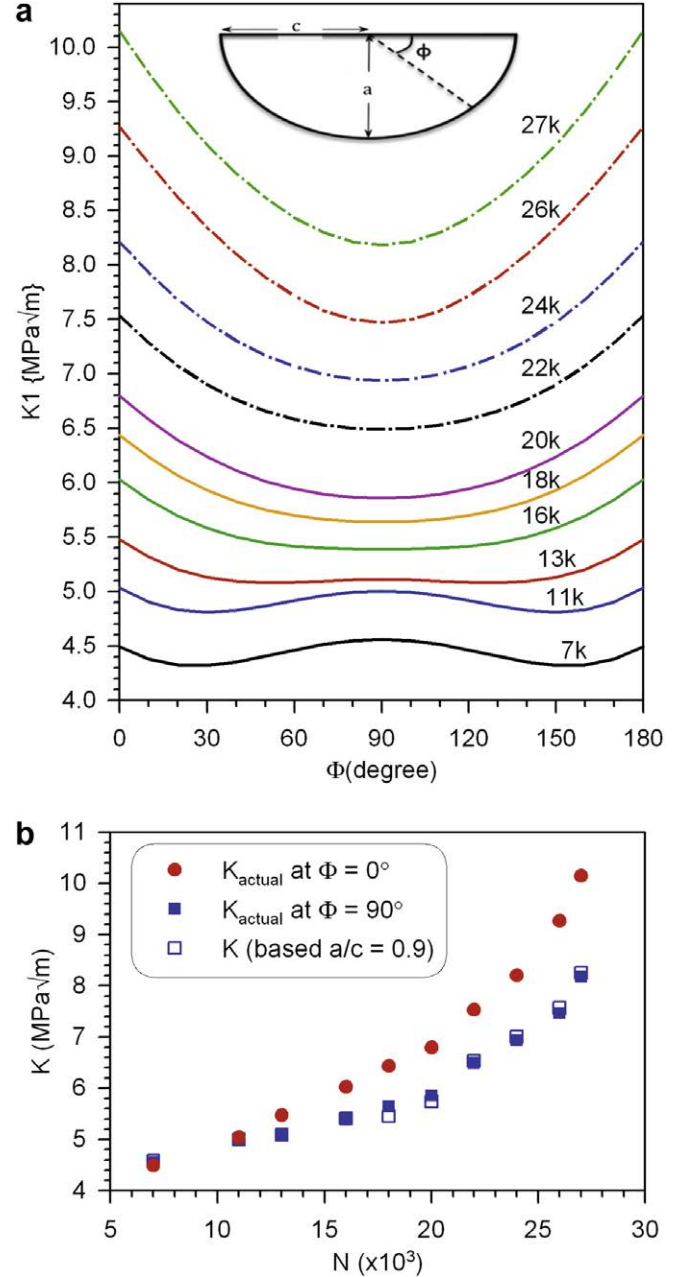 a
c
Φ
a
10.0
9.5
9.0
8.5
8.0
7.5
7.0
6.5
6.0
5.5
5.0
4.5
4.0
K1 {MPa√m}
27k
26k
24k
22k
20k
18k
16k
13k
11k
7k
0 30 60 90 120 150 180
Φ(degree)
b
11
10
9
8
7
6
5
4
K (MPa√m)
Kactual at Φ = 0°
Kactual at Φ = 90°
K (based a/c = 0.9)
5 10 15 20 25 30
N (x10³)